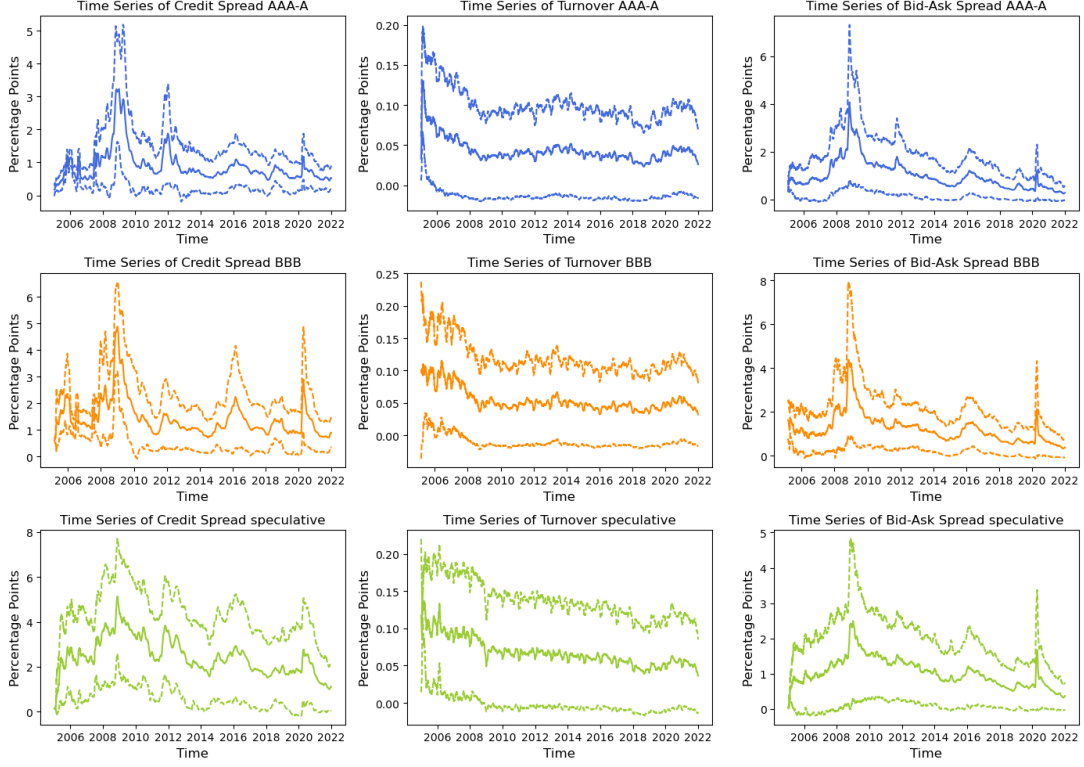 Time Series of Credit Spread AAA-A
Time Series of Turnover AAA-A
Time Series of Bid-Ask Spread AAA-A
Percentage Points
5
4
3
2
1
0
2006 2008 2010 2012 2014 2016 2018 2020 2022
Time
Percentage Points
0.20
0.15
0.10
0.05
0.00
2006 2008 2010 2012 2014 2016 2018 2020 2022
Time
Percentage Points
6
4
2
0
2006 2008 2010 2012 2014 2016 2018 2020 2022
Time
Time Series of Credit Spread BBB
Time Series of Turnover BBB
Time Series of Bid-Ask Spread BBB
Percentage Points
6
5
4
3
2
1
0
2006 2008 2010 2012 2014 2016 2018 2020 2022
Time
Percentage Points
0.25
0.20
0.15
0.10
0.05
0.00
2006 2008 2010 2012 2014 2016 2018 2020 2022
Time
Percentage Points
8
6
4
2
0
2006 2008 2010 2012 2014 2016 2018 2020 2022
Time
Time Series of Credit Spread speculative
Time Series of Turnover speculative
Time Series of Bid-Ask Spread speculative
Percentage Points
8
6
4
2
0
2006 2008 2010 2012 2014 2016 2018 2020 2022
Time
Percentage Points
0.20
0.15
0.10
0.05
0.00
2006 2008 2010 2012 2014 2016 2018 2020 2022
Time
Percentage Points
5
4
3
2
1
0
2006 2008 2010 2012 2014 2016 2018 2020 2022
Time